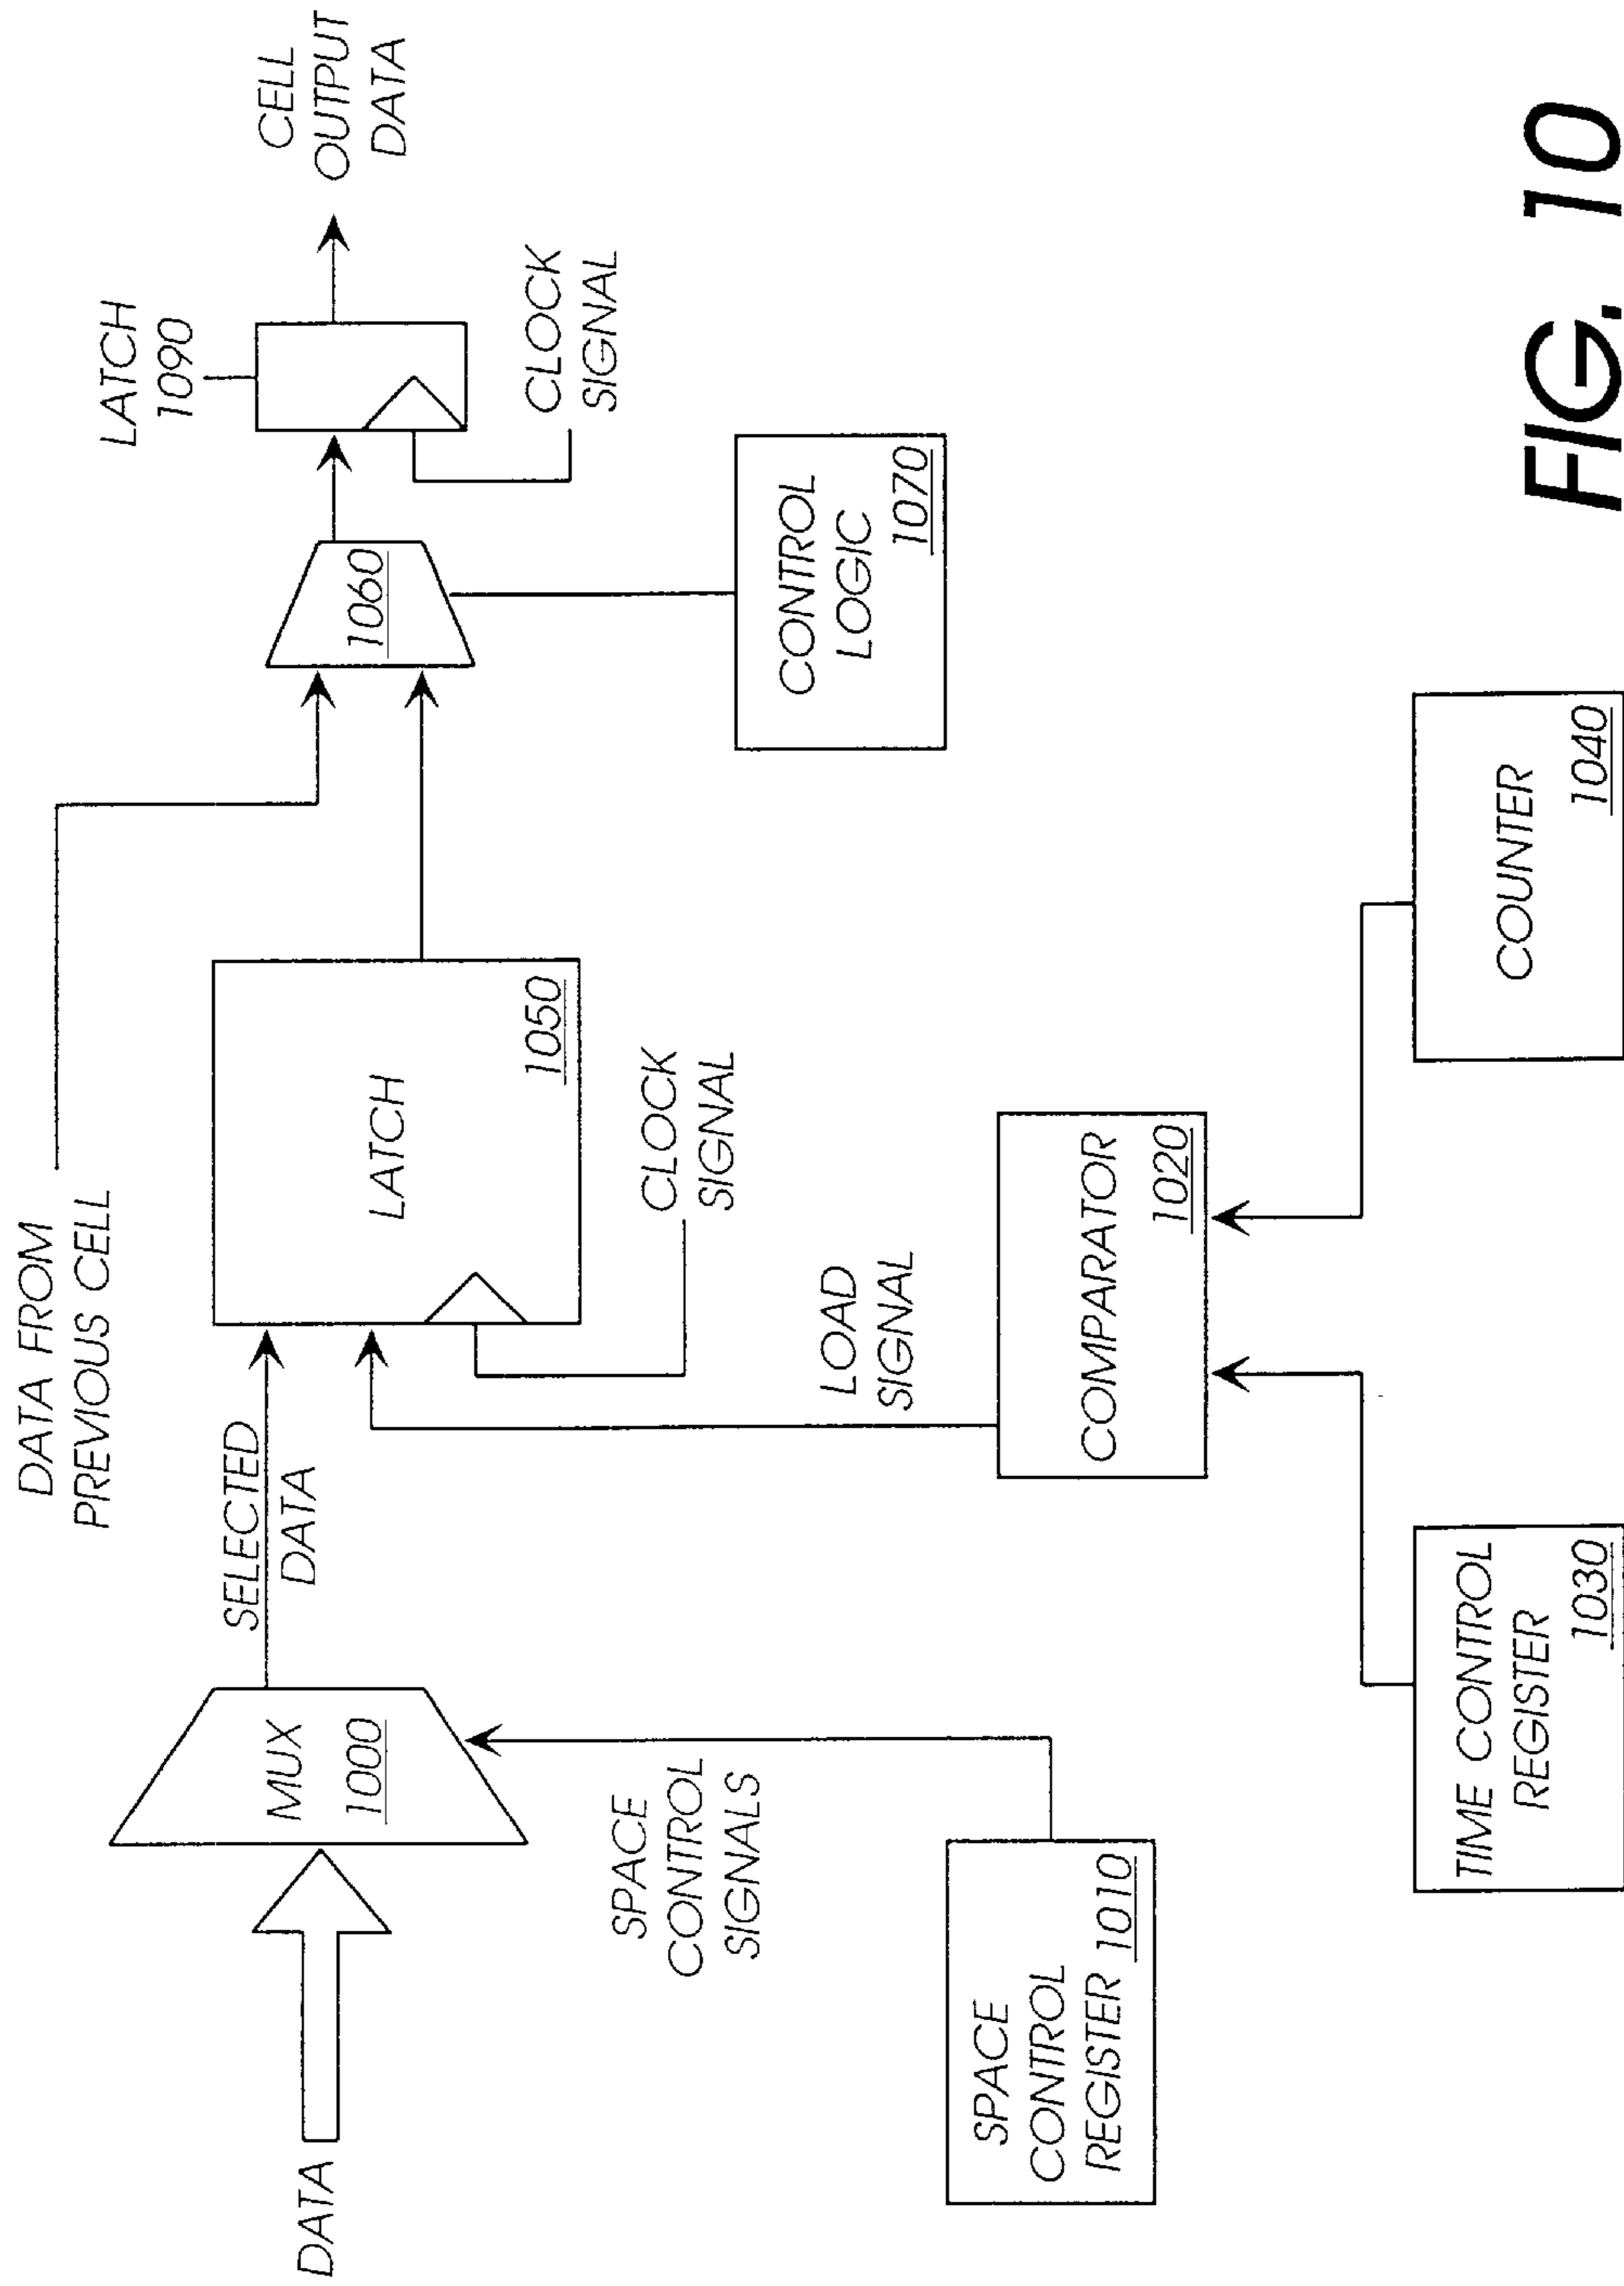 DATA FROM
PREVIOUS CELL
LATCH
1090
CELL
OUTPUT
DATA
SELECTED
DATA
DATA
MUX
1000
LATCH
1050
1060
CLOCK
SIGNAL
CLOCK
SIGNAL
SPACE
CONTROL
SIGNALS
LOAD
SIGNAL
CONTROL
LOGIC
1070
SPACE
CONTROL
REGISTER 1010
COMPARATOR
1020
TIME CONTROL
REGISTER
1030
COUNTER
1040
FIG. 10